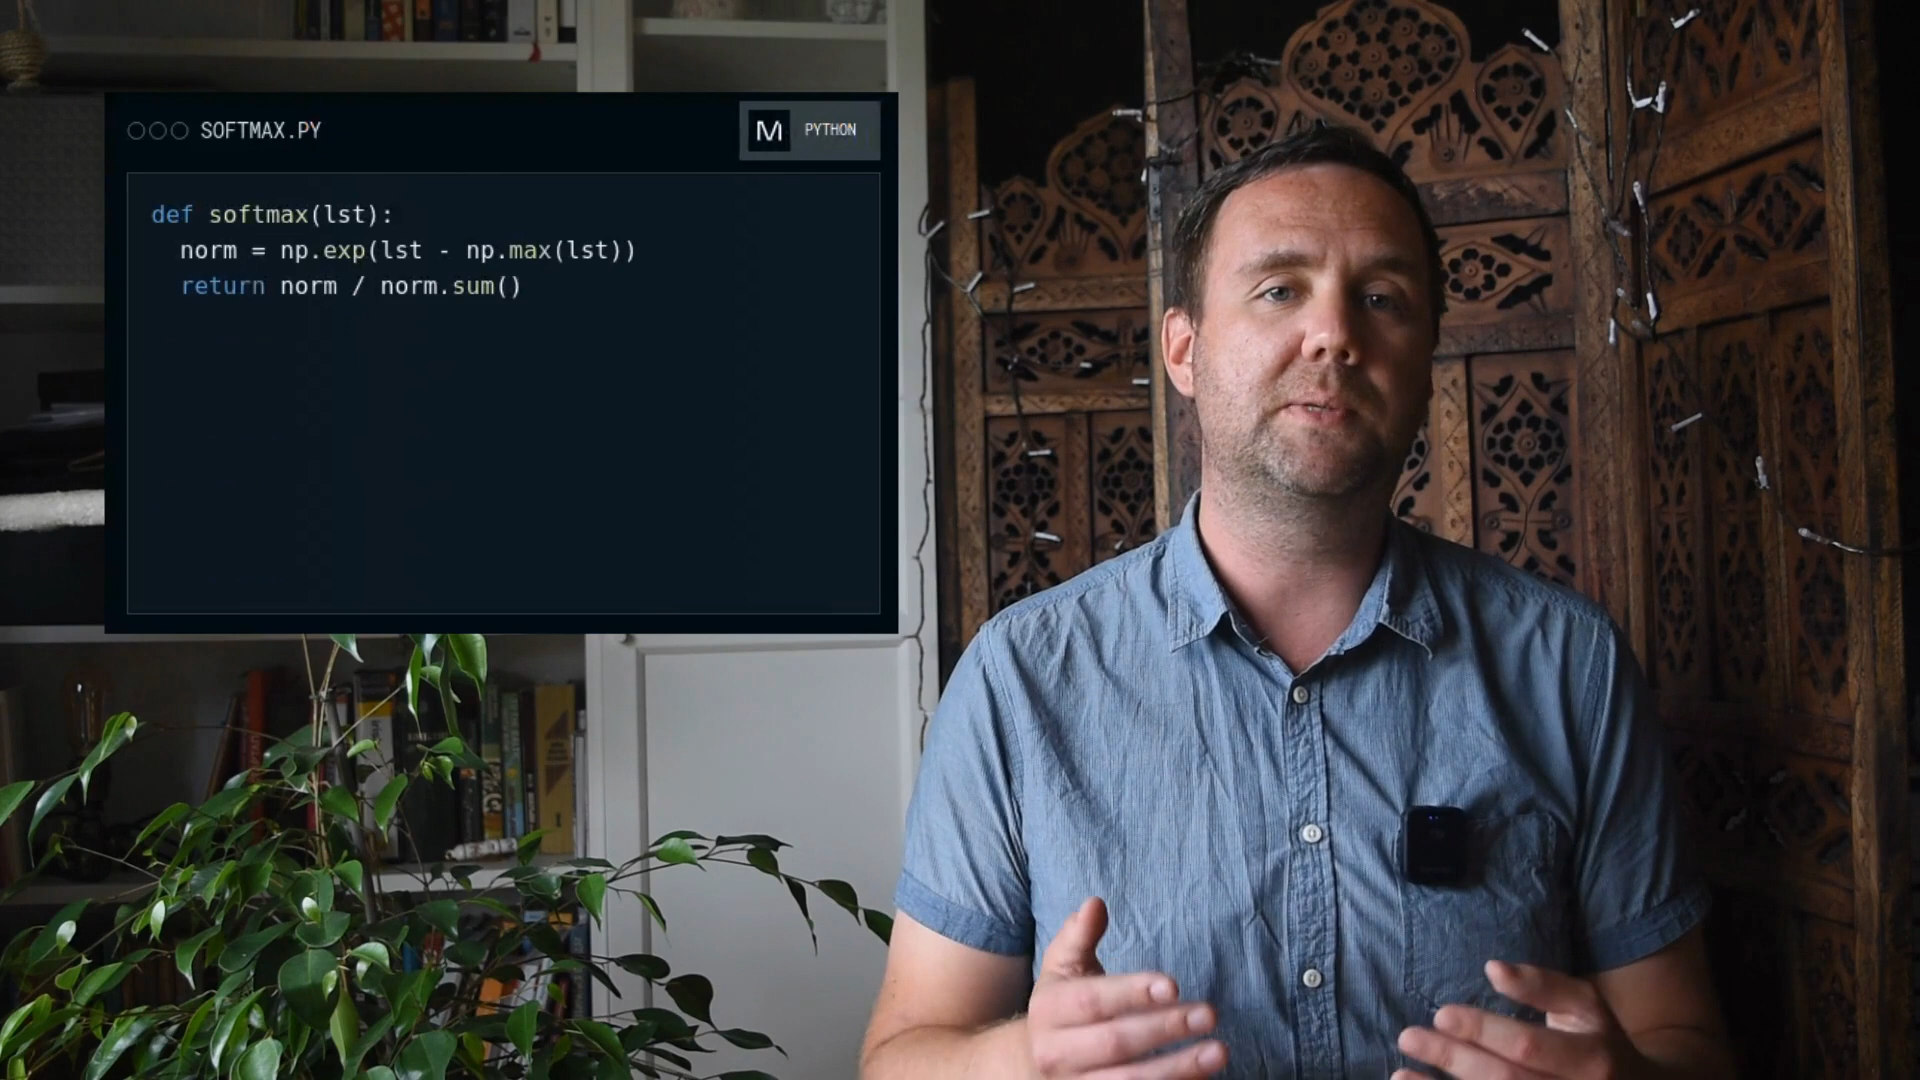 SOFTMAX.PY
M PYTHON
def softmax(lst):
  norm = np.exp(lst - np.max(lst))
  return norm / norm.sum()